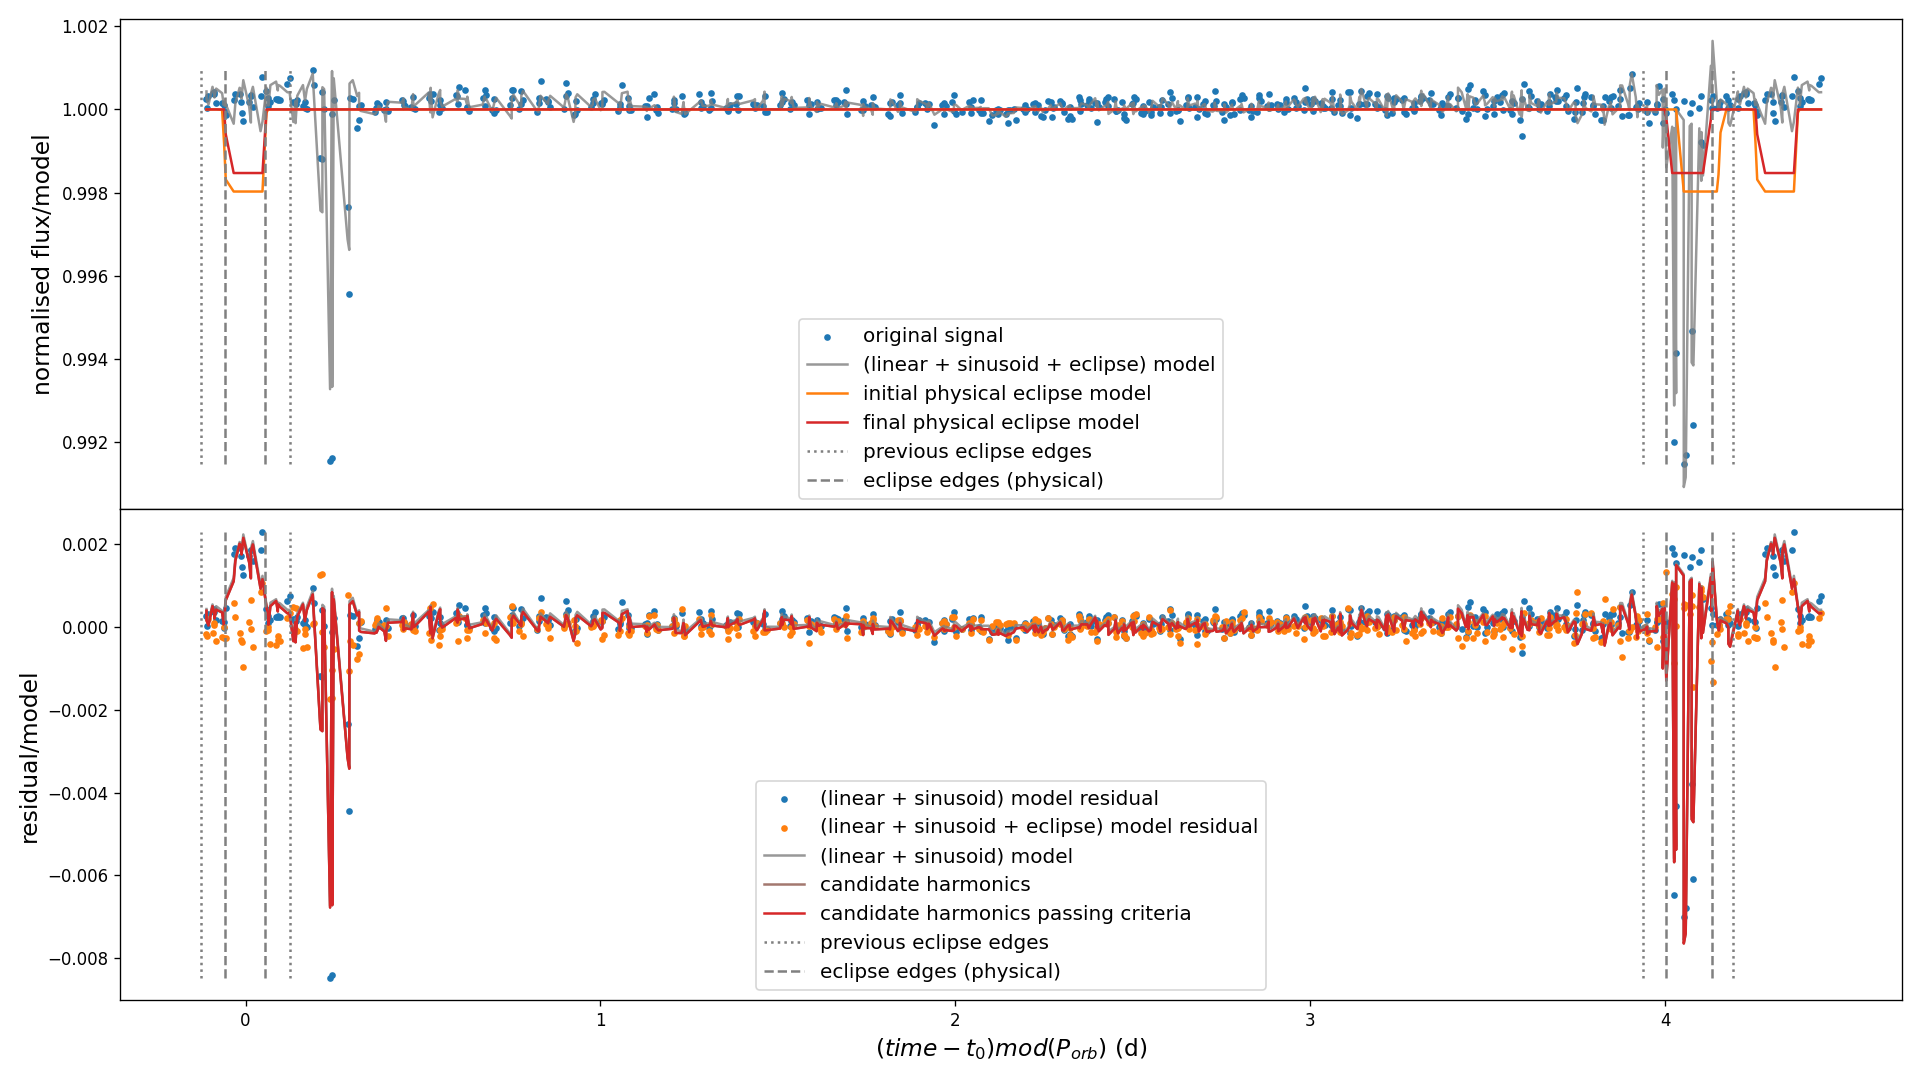 1.002
1.000
0.998
0.996
0.994
0.992
normalised flux/model
original signal
(linear + sinusoid + eclipse) model
initial physical eclipse model
final physical eclipse model
previous eclipse edges
eclipse edges (physical)
0.002
0.000
−0.002
−0.004
−0.006
−0.008
residual/model
(linear + sinusoid) model residual
(linear + sinusoid + eclipse) model residual
(linear + sinusoid) model
candidate harmonics
candidate harmonics passing criteria
previous eclipse edges
eclipse edges (physical)
0 1 2 3 4
(time − t₀)mod(Pₒᵣb) (d)